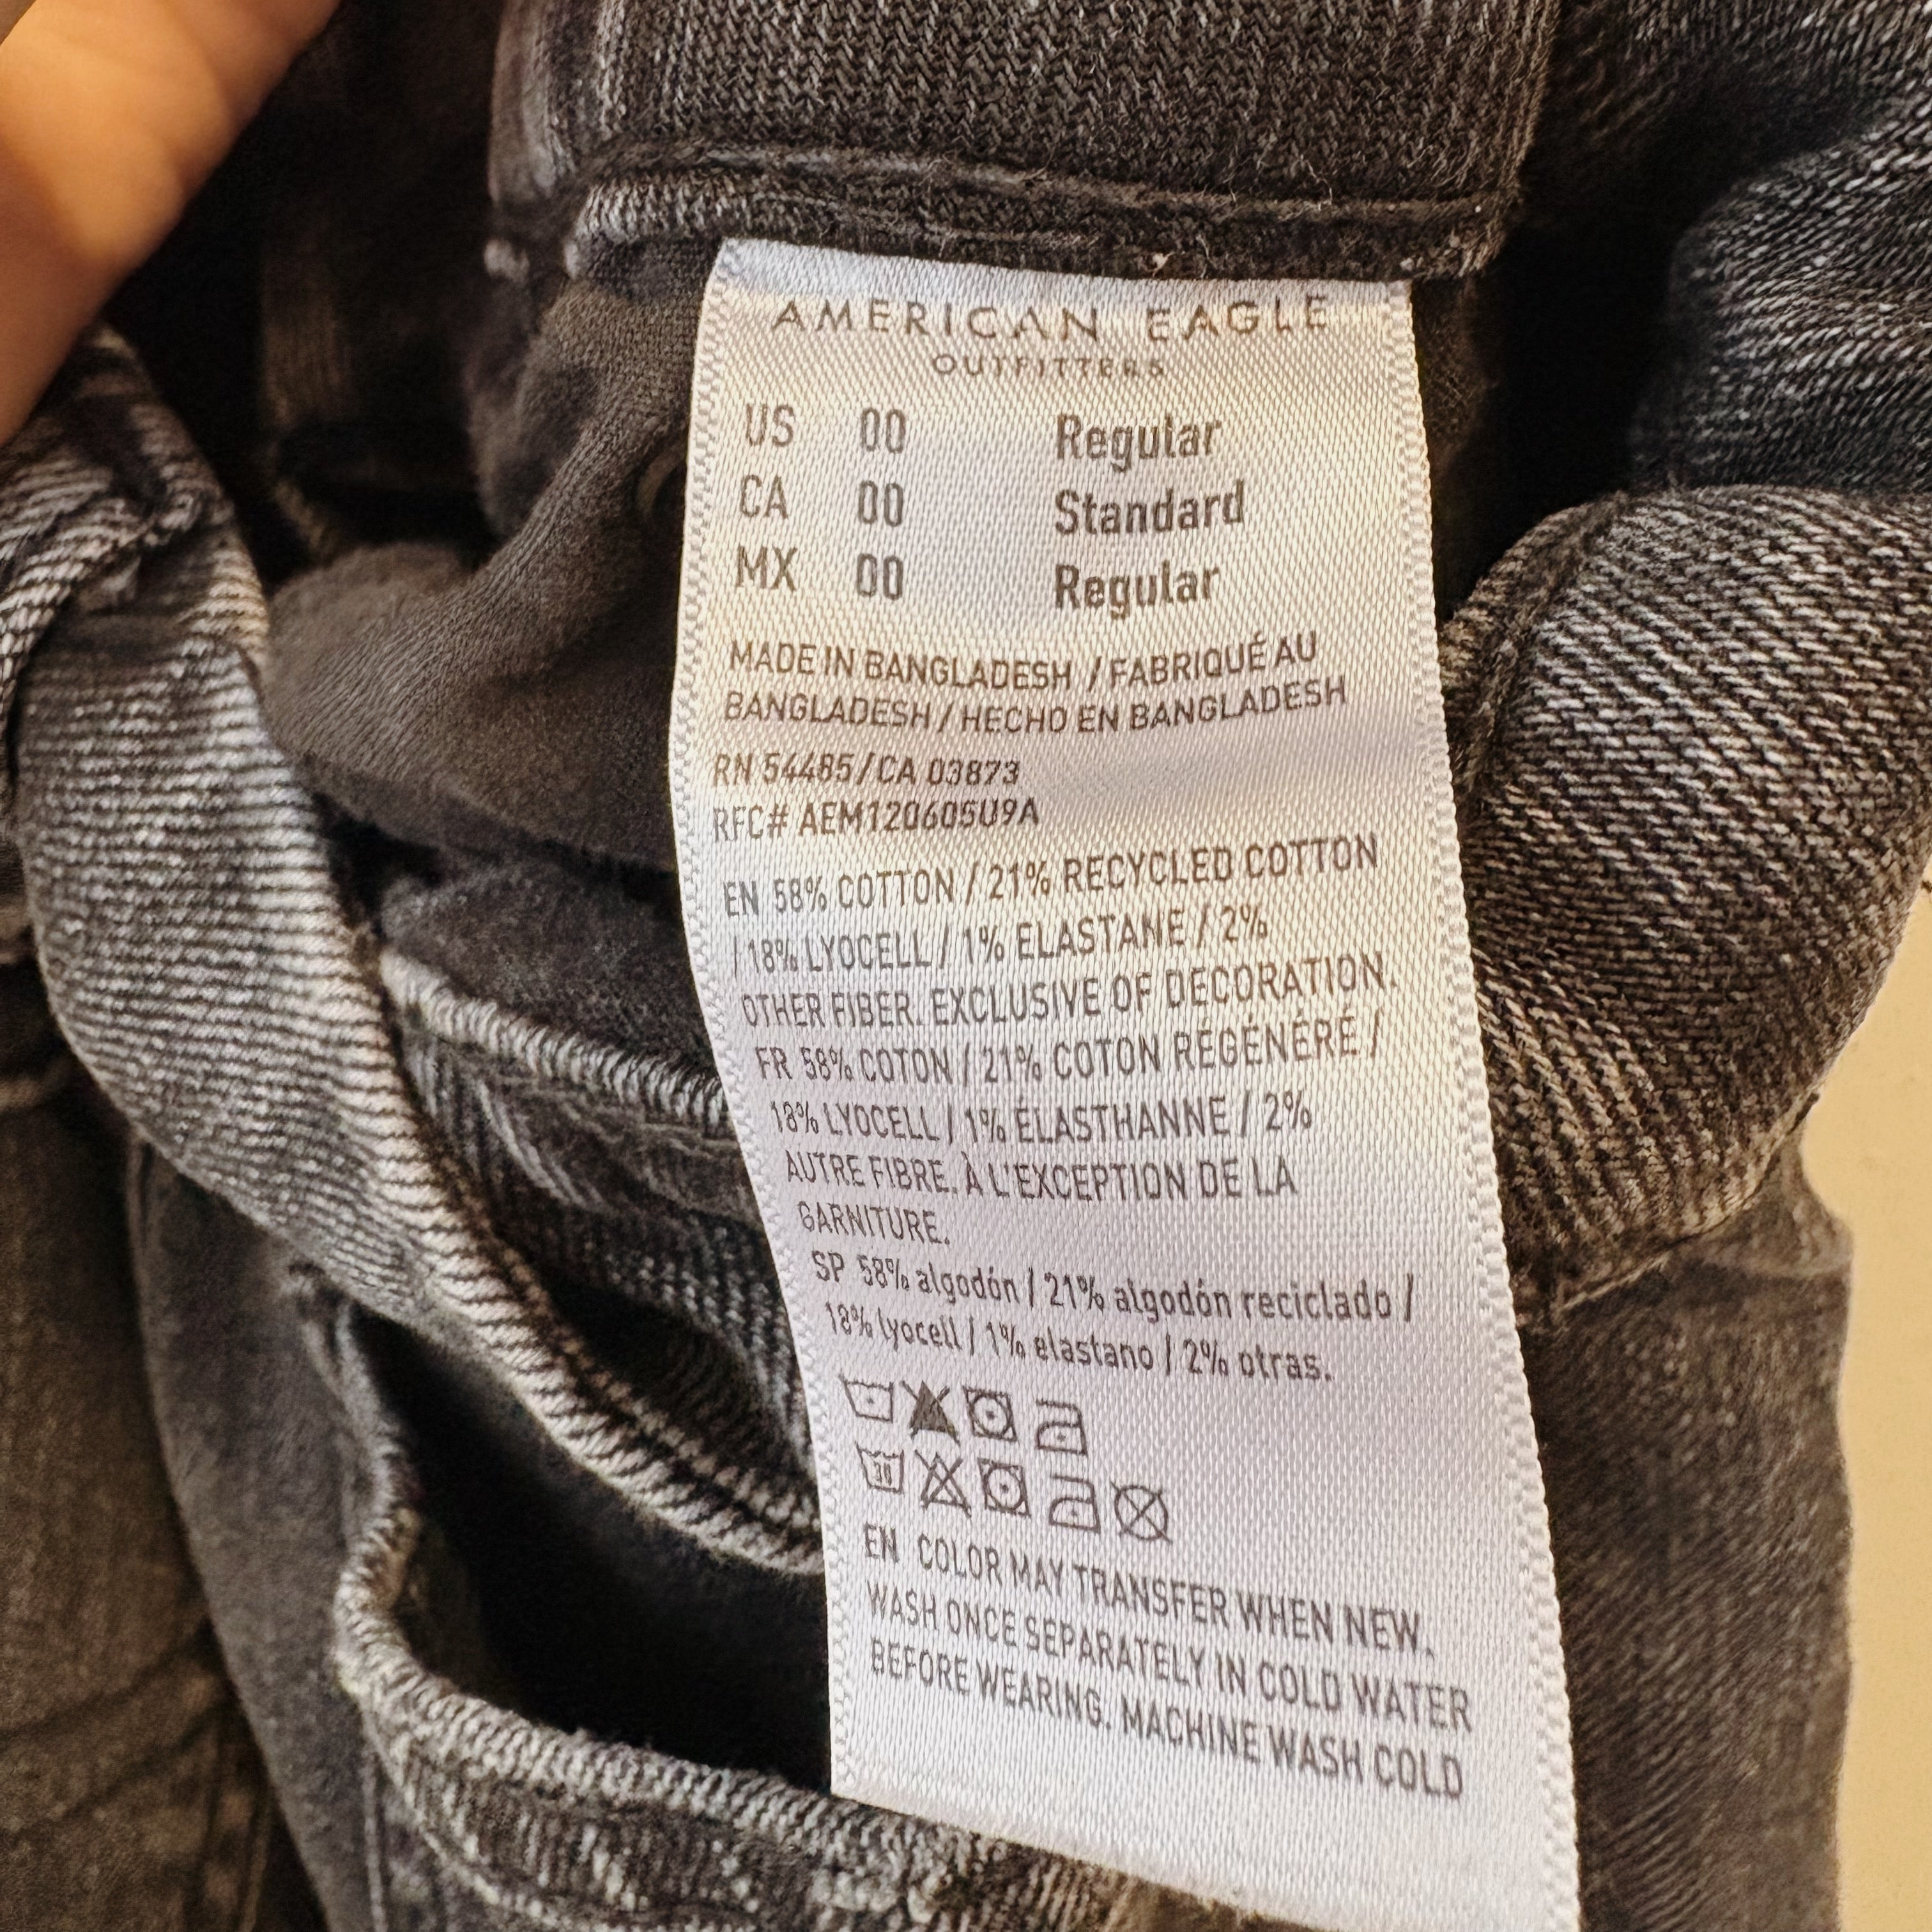 AMERICAN EAGLE
OUTFITTERS
US 00 Regular
CA 00 Standard
MX 00 Regular
MADE IN BANGLADESH / FABRIQUÉ AU
BANGLADESH / HECHO EN BANGLADESH
RN 54485/CA 03873
RFC# AEM120605U9A
EN 58% COTTON / 21% RECYCLED COTTON
/ 18% LYOCELL / 1% ELASTANE / 2%
OTHER FIBER. EXCLUSIVE OF DECORATION.
FR 58% COTON / 21% COTON RÉGÉNÉRÉ /
18% LYOCELL / 1% ÉLASTHANNE / 2%
AUTRE FIBRE. À L'EXCEPTION DE LA
GARNITURE.
SP 58% algodón / 21% algodón reciclado /
18% lyocell / 1% elastano / 2% otras.
30
EN COLOR MAY TRANSFER WHEN NEW.
WASH ONCE SEPARATELY IN COLD WATER
BEFORE WEARING. MACHINE WASH COLD